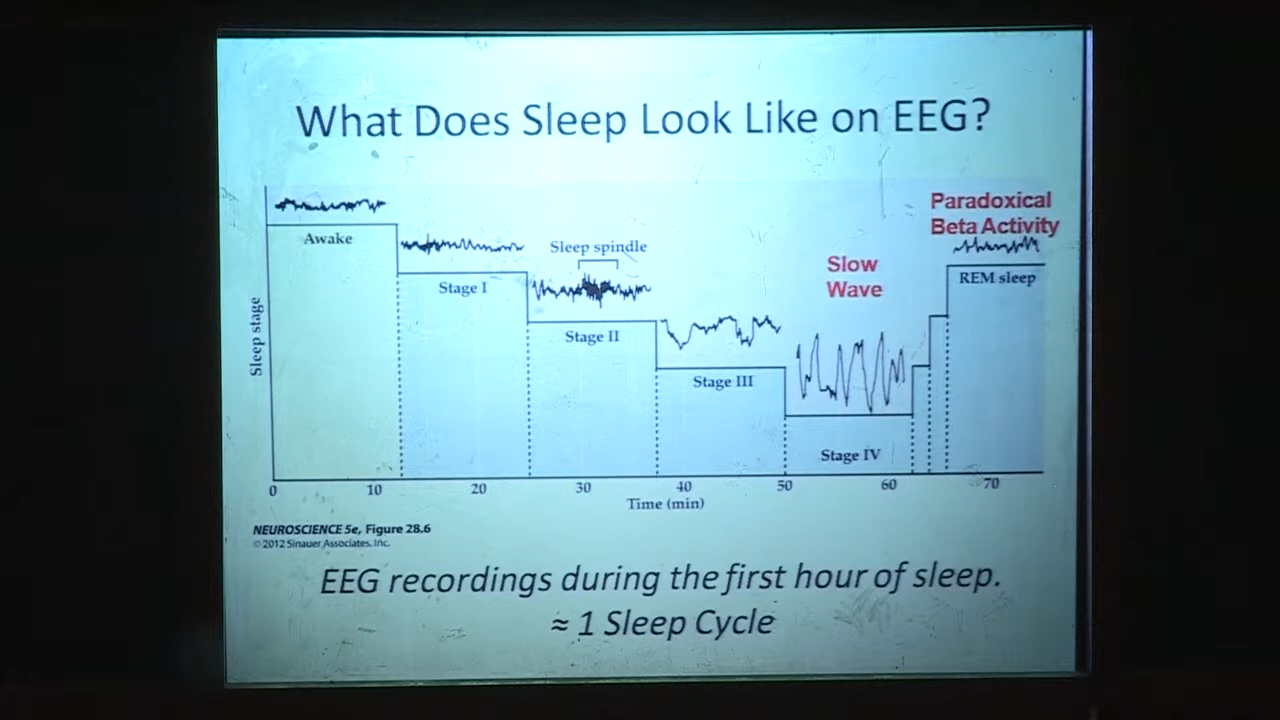 What Does Sleep Look Like on EEG?
Paradoxical
Beta Activity
Awake
Sleep spindle
Slow
Wave
REM sleep
Stage I
Stage II
Stage III
Stage IV
Sleep stage
0 10 20 30 40 50 60 70
Time (min)
NEUROSCIENCE 5e, Figure 28.6
© 2012 Sinauer Associates, Inc.
EEG recordings during the first hour of sleep.
≈ 1 Sleep Cycle